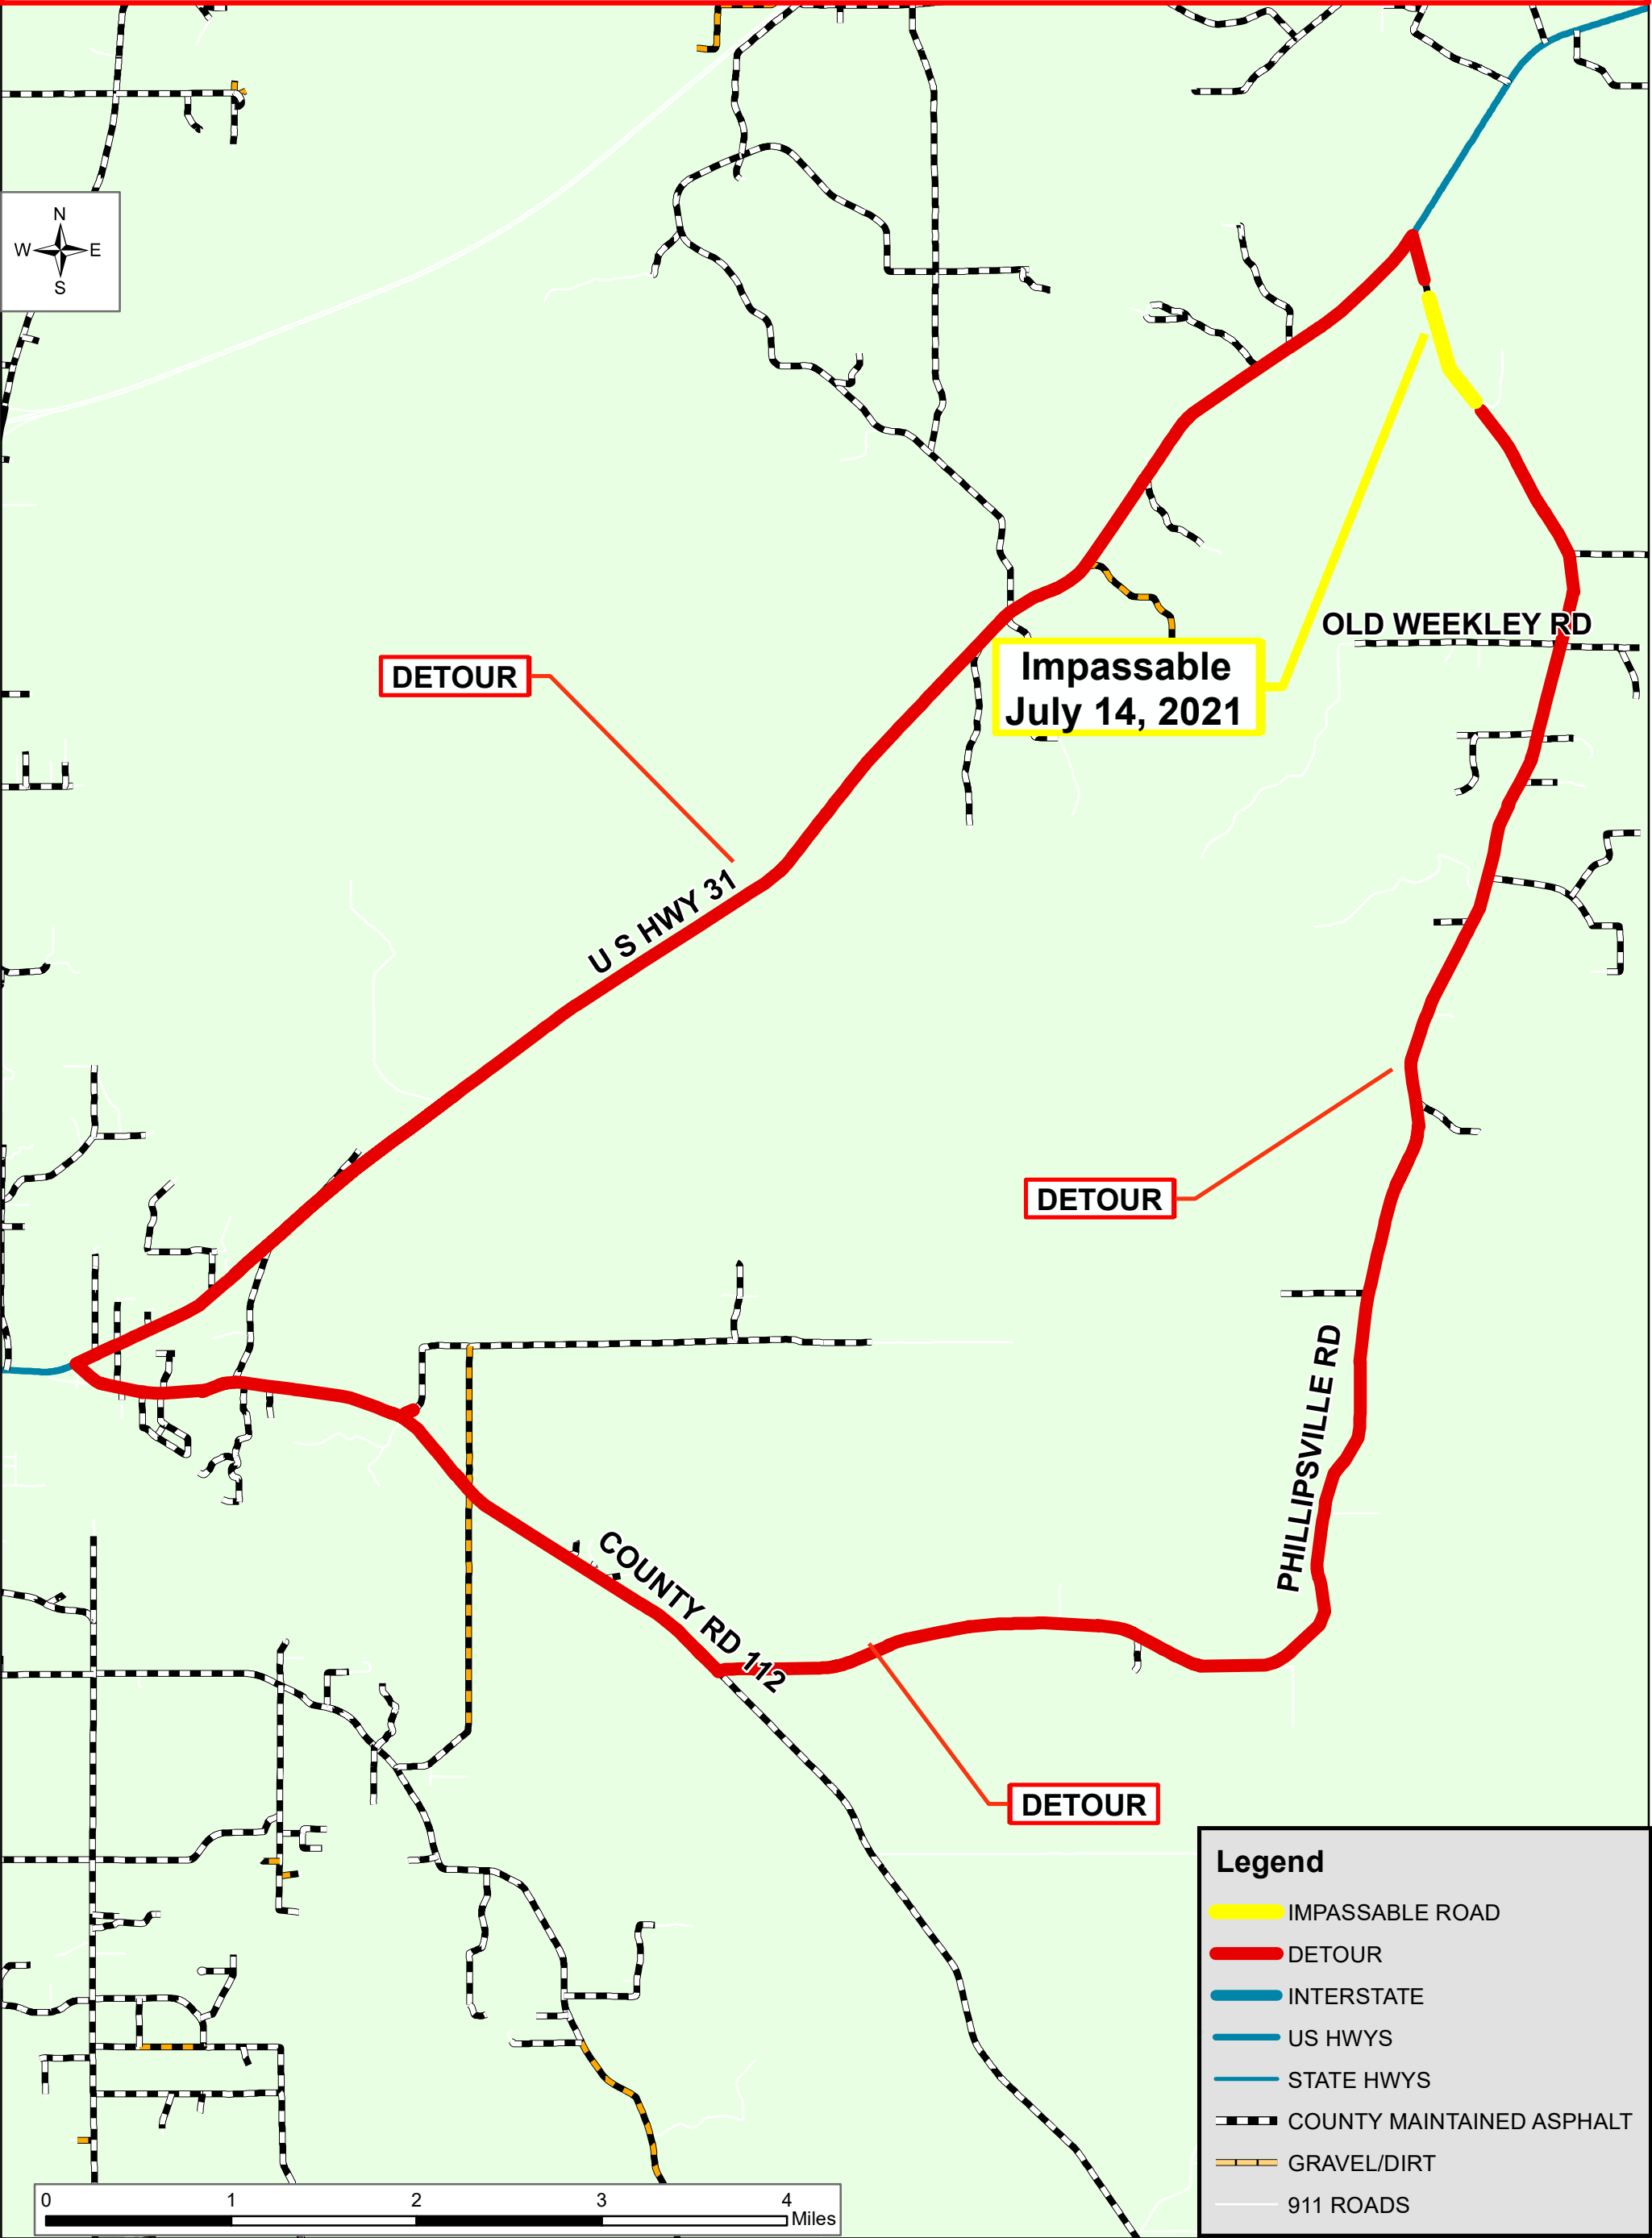 N
W E
S
OLD WEEKLEY RD
DETOUR
Impassable
July 14, 2021
U S HWY 31
DETOUR
PHILLIPSVILLE RD
COUNTY RD 112
DETOUR
Legend
IMPASSABLE ROAD
DETOUR
INTERSTATE
US HWYS
STATE HWYS
COUNTY MAINTAINED ASPHALT
GRAVEL/DIRT
911 ROADS
0 1 2 3 4
Miles